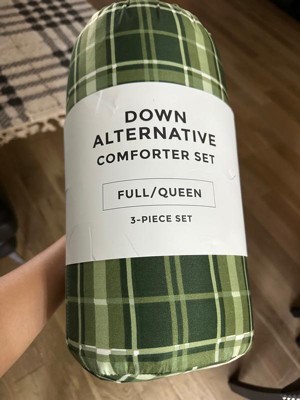 DOWN
ALTERNATIVE
COMFORTER SET
FULL/QUEEN
3-PIECE SET